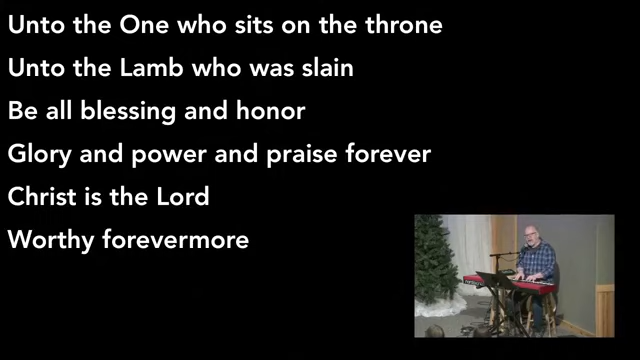 Unto the One who sits on the throne
Unto the Lamb who was slain
Be all blessing and honor
Glory and power and praise forever
Christ is the Lord
Worthy forevermore